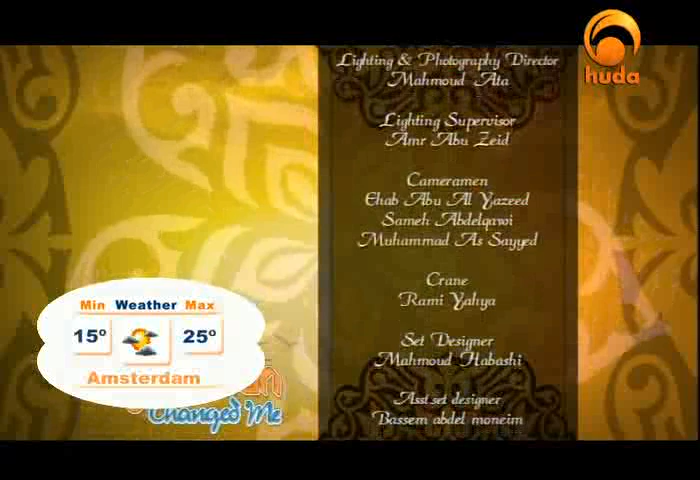 huda
Lighting & Photography Director
Mahmoud Ata
Lighting Supervisor
Amr Abu Zeid
Cameramen
Ehab Abu Al Yazeed
Sameh Abdelqawi
Muhammad As Sayyed
Crane
Rami Yahya
Set Designer
Mahmoud Habashi
Asst.set designer
Bassem abdel moneim
Min Weather Max
15º 25º
Amsterdam
Changed Me